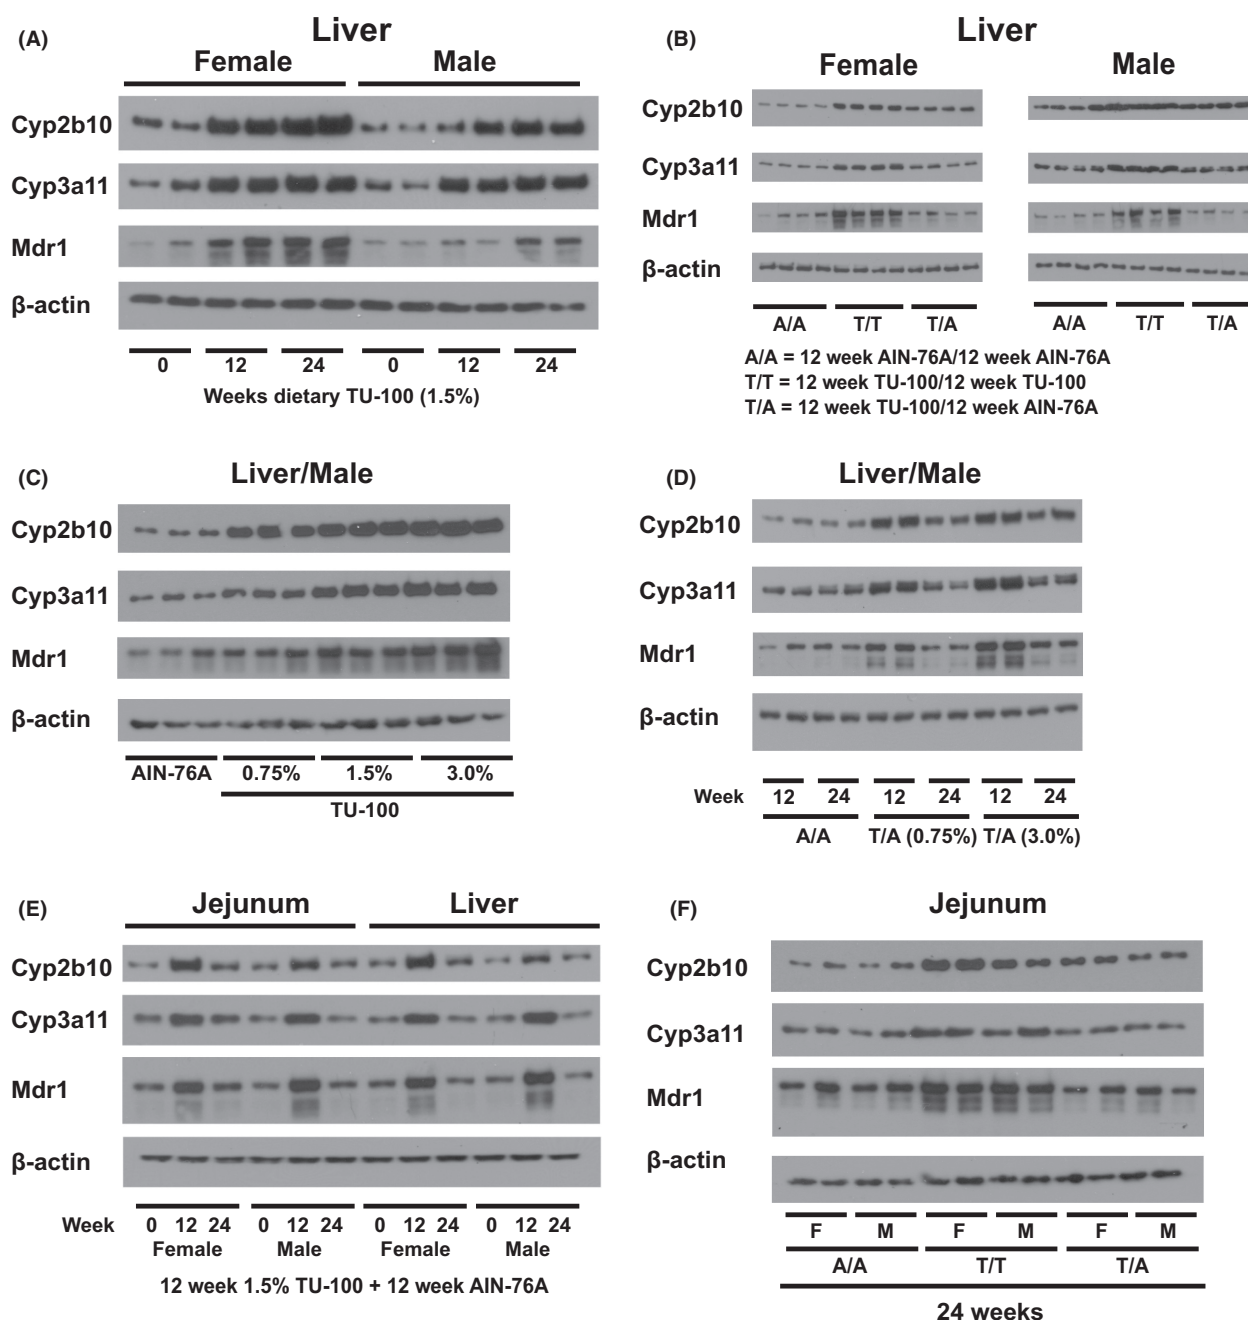 (A)
Liver
Female Male
Cyp2b10
Cyp3a11
Mdr1
β-actin
0 12 24 0 12 24
Weeks dietary TU-100 (1.5%)
(B)
Liver
Female Male
Cyp2b10
Cyp3a11
Mdr1
β-actin
A/A T/T T/A A/A T/T T/A
A/A = 12 week AIN-76A/12 week AIN-76A
T/T = 12 week TU-100/12 week TU-100
T/A = 12 week TU-100/12 week AIN-76A
(C)
Liver/Male
Cyp2b10
Cyp3a11
Mdr1
β-actin
AIN-76A 0.75% 1.5% 3.0%
TU-100
(D)
Liver/Male
Cyp2b10
Cyp3a11
Mdr1
β-actin
Week 12 24 12 24 12 24
A/A T/A (0.75%) T/A (3.0%)
(E)
Jejunum Liver
Cyp2b10
Cyp3a11
Mdr1
β-actin
Week 0 12 24 0 12 24 0 12 24 0 12 24
Female Male Female Male
12 week 1.5% TU-100 + 12 week AIN-76A
(F)
Jejunum
Cyp2b10
Cyp3a11
Mdr1
β-actin
F M F M F M
A/A T/T T/A
24 weeks